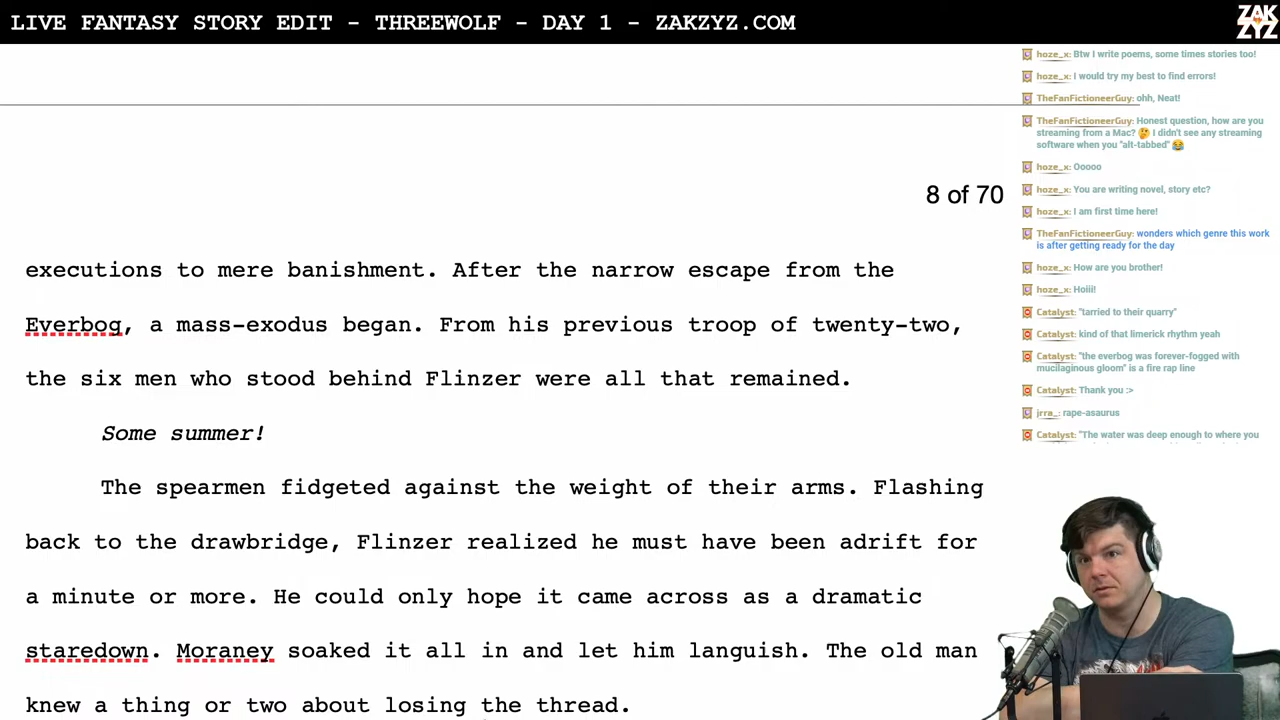 LIVE FANTASY STORY EDIT - THREEWOLF - DAY 1 - ZAKZYZ.COM
ZAK
ZYZ
hoze_x: Btw I write poems, some times stories too!
hoze_x: I would try my best to find errors!
TheFanFictioneerGuy: ohh, Neat!
TheFanFictioneerGuy: Honest question, how are you
streaming from a Mac? 🤔 I didn't see any streaming
software when you "alt-tabbed" 😂
hoze_x: Ooooo
hoze_x: You are writing novel, story etc?
hoze_x: I am first time here!
TheFanFictioneerGuy: wonders which genre this work
is after getting ready for the day
hoze_x: How are you brother!
hoze_x: Hoiii!
Catalyst: "tarried to their quarry"
Catalyst: kind of that limerick rhythm yeah
Catalyst: "the everbog was forever-fogged with
mucilaginous gloom" is a fire rap line
Catalyst: Thank you :>
jrra_: rape-asaurus
Catalyst: "The water was deep enough to where you
8 of 70
executions to mere banishment. After the narrow escape from the
Everbog, a mass-exodus began. From his previous troop of twenty-two,
the six men who stood behind Flinzer were all that remained.
Some summer!
The spearmen fidgeted against the weight of their arms. Flashing
back to the drawbridge, Flinzer realized he must have been adrift for
a minute or more. He could only hope it came across as a dramatic
staredown. Moraney soaked it all in and let him languish. The old man
knew a thing or two about losing the thread.